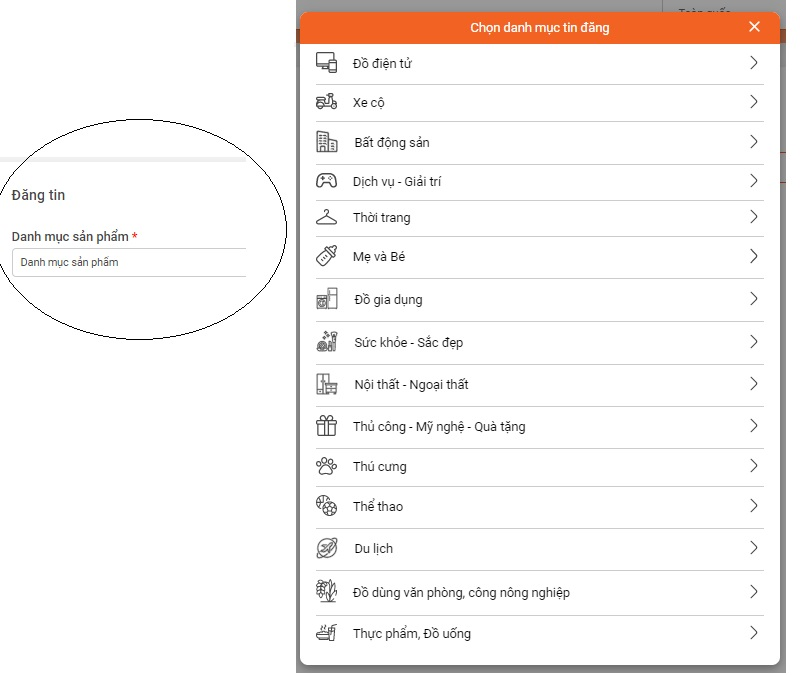 Đăng tin
Danh mục sản phẩm *
Danh mục sản phẩm
Toàn quốc
Chọn danh mục tin đăng
Đồ điện tử
Xe cộ
Bất động sản
Dịch vụ - Giải trí
Thời trang
Mẹ và Bé
Đồ gia dụng
Sức khỏe - Sắc đẹp
Nội thất - Ngoại thất
Thủ công - Mỹ nghệ - Quà tặng
Thú cưng
Thể thao
Du lịch
Đồ dùng văn phòng, công nông nghiệp
Thực phẩm, Đồ uống